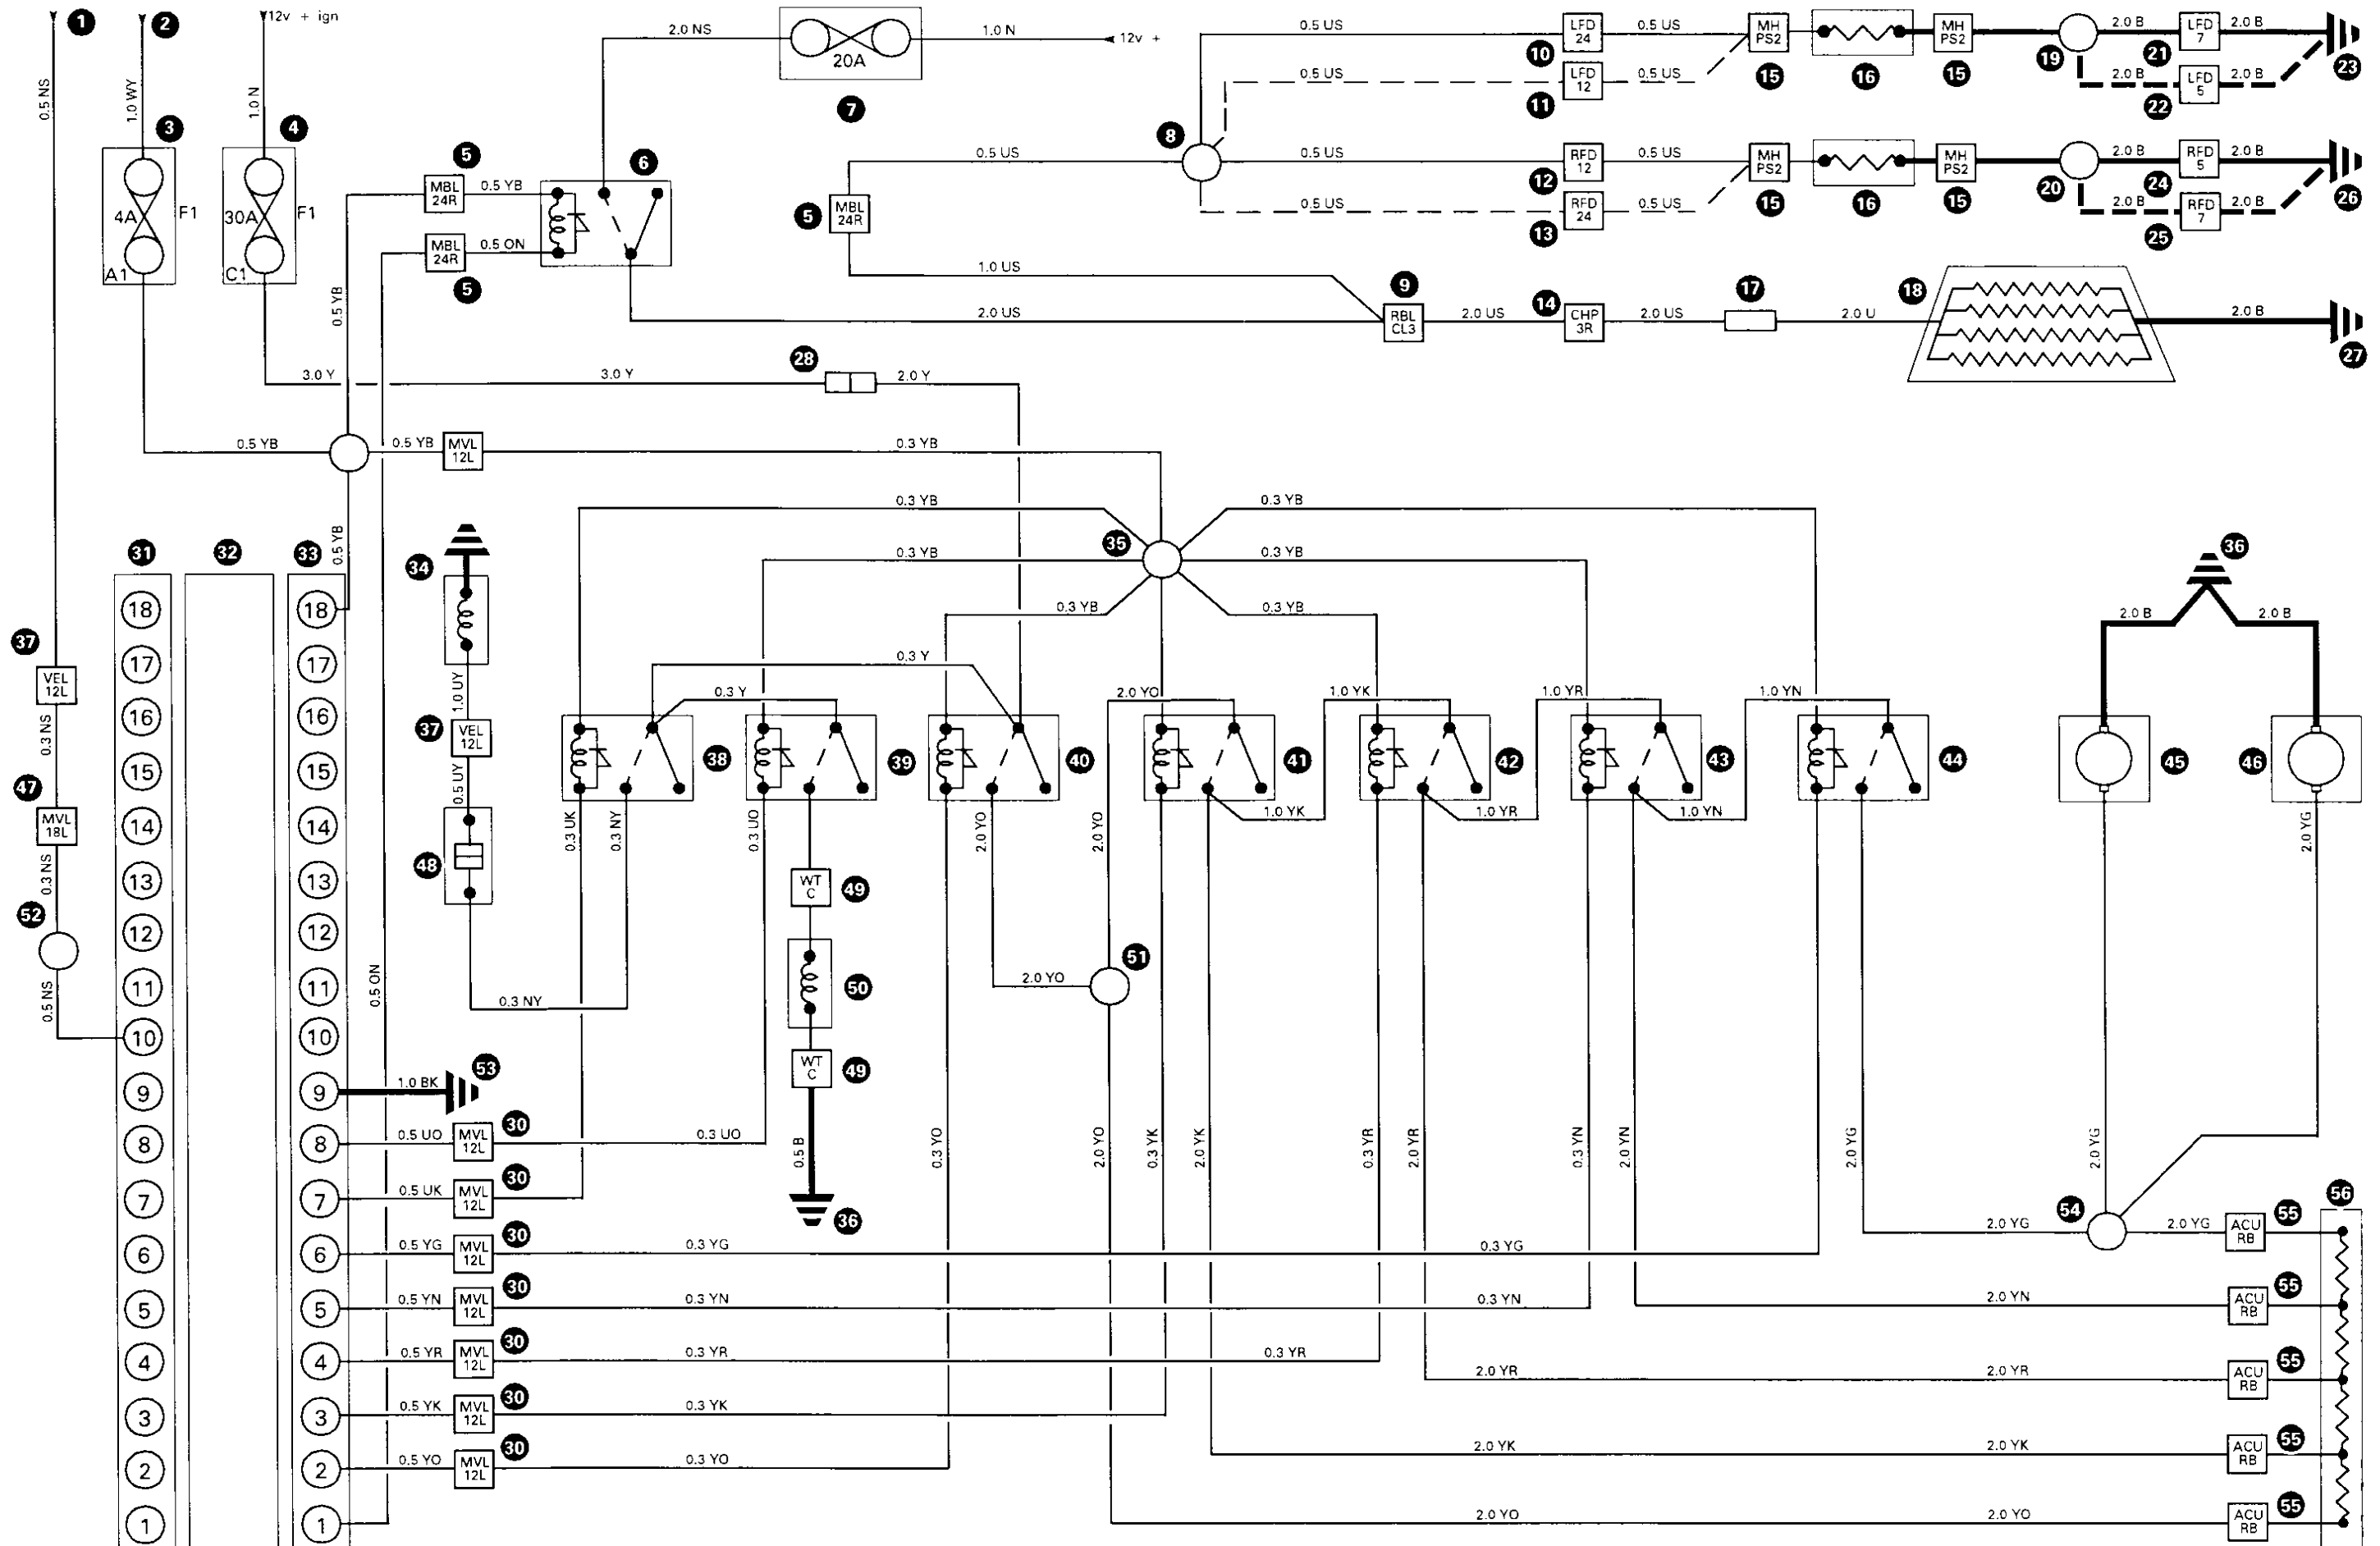 1
2
12v + ign
2.0 NS
20A
1.0 N
12v +
7
0.5 NS
1.0 WY
1.0 N
3
4
4A
F1
A1
30A
F1
C1
5
MBL
24R
0.5 YB
6
MBL
24R
0.5 ON
5
0.5 US
LFD
24
0.5 US
MH
PS2
MH
PS2
2.0 B
LFD
7
2.0 B
10
15
16
15
19
21
23
0.5 US
LFD
12
0.5 US
2.0 B
LFD
5
2.0 B
11
22
8
0.5 US
0.5 US
RFD
12
0.5 US
MH
PS2
MH
PS2
2.0 B
RFD
5
2.0 B
12
15
16
15
20
24
26
5
MBL
24R
0.5 US
RFD
24
0.5 US
2.0 B
RFD
7
2.0 B
13
25
1.0 US
9
14
17
18
2.0 US
RBL
CL3
2.0 US
CHP
3R
2.0 US
2.0 U
2.0 B
27
0.5 YB
3.0 Y
3.0 Y
28
2.0 Y
0.5 YB
0.5 YB
MVL
12L
0.3 YB
0.3 YB
0.3 YB
0.5 YB
31
32
33
34
0.3 YB
35
0.3 YB
36
0.3 YB
0.3 YB
2.0 B
2.0 B
18
17
16
15
14
13
12
11
10
9
8
7
6
5
4
3
2
1
18
17
16
15
14
13
12
11
10
9
8
7
6
5
4
3
2
1
37
VEL
12L
0.3 NS
47
MVL
18L
0.3 NS
52
0.5 NS
1.0 UY
37
VEL
12L
0.5 UY
48
0.3 NY
0.3 Y
0.3 Y
2.0 YO
1.0 YK
1.0 YR
1.0 YN
38
39
40
41
42
43
44
45
46
0.3 UK
0.3 NY
0.3 UO
2.0 YO
2.0 YO
1.0 YK
1.0 YR
1.0 YN
2.0 YG
WT
C
49
50
WT
C
49
0.5 B
36
2.0 YO
51
0.5 ON
1.0 BK
53
0.3 YO
2.0 YO
0.3 YK
2.0 YK
0.3 YR
2.0 YR
0.3 YN
2.0 YN
2.0 YG
2.0 YG
0.5 UO
MVL
12L
30
0.3 UO
0.5 UK
MVL
12L
30
2.0 YG
54
2.0 YG
ACU
RB
55
56
0.5 YG
MVL
12L
30
0.3 YG
0.3 YG
0.5 YN
MVL
12L
30
0.3 YN
0.3 YN
2.0 YN
ACU
RB
55
0.5 YR
MVL
12L
30
0.3 YR
0.3 YR
2.0 YR
2.0 YR
ACU
RB
55
0.5 YK
MVL
12L
30
0.3 YK
2.0 YK
2.0 YK
ACU
RB
55
0.5 YO
MVL
12L
30
0.3 YO
2.0 YO
2.0 YO
ACU
RB
55